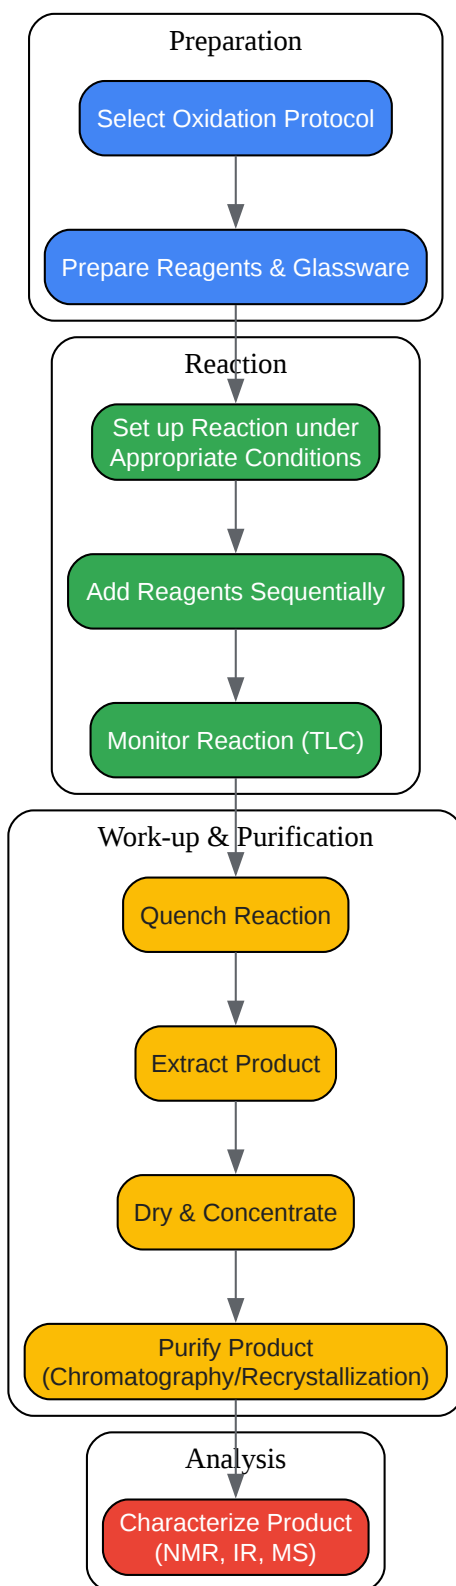 Preparation
Select Oxidation Protocol
Prepare Reagents & Glassware
Reaction
Set up Reaction under
Appropriate Conditions
Add Reagents Sequentially
Monitor Reaction (TLC)
Work-up & Purification
Quench Reaction
Extract Product
Dry & Concentrate
Purify Product
(Chromatography/Recrystallization)
Analysis
Characterize Product
(NMR, IR, MS)